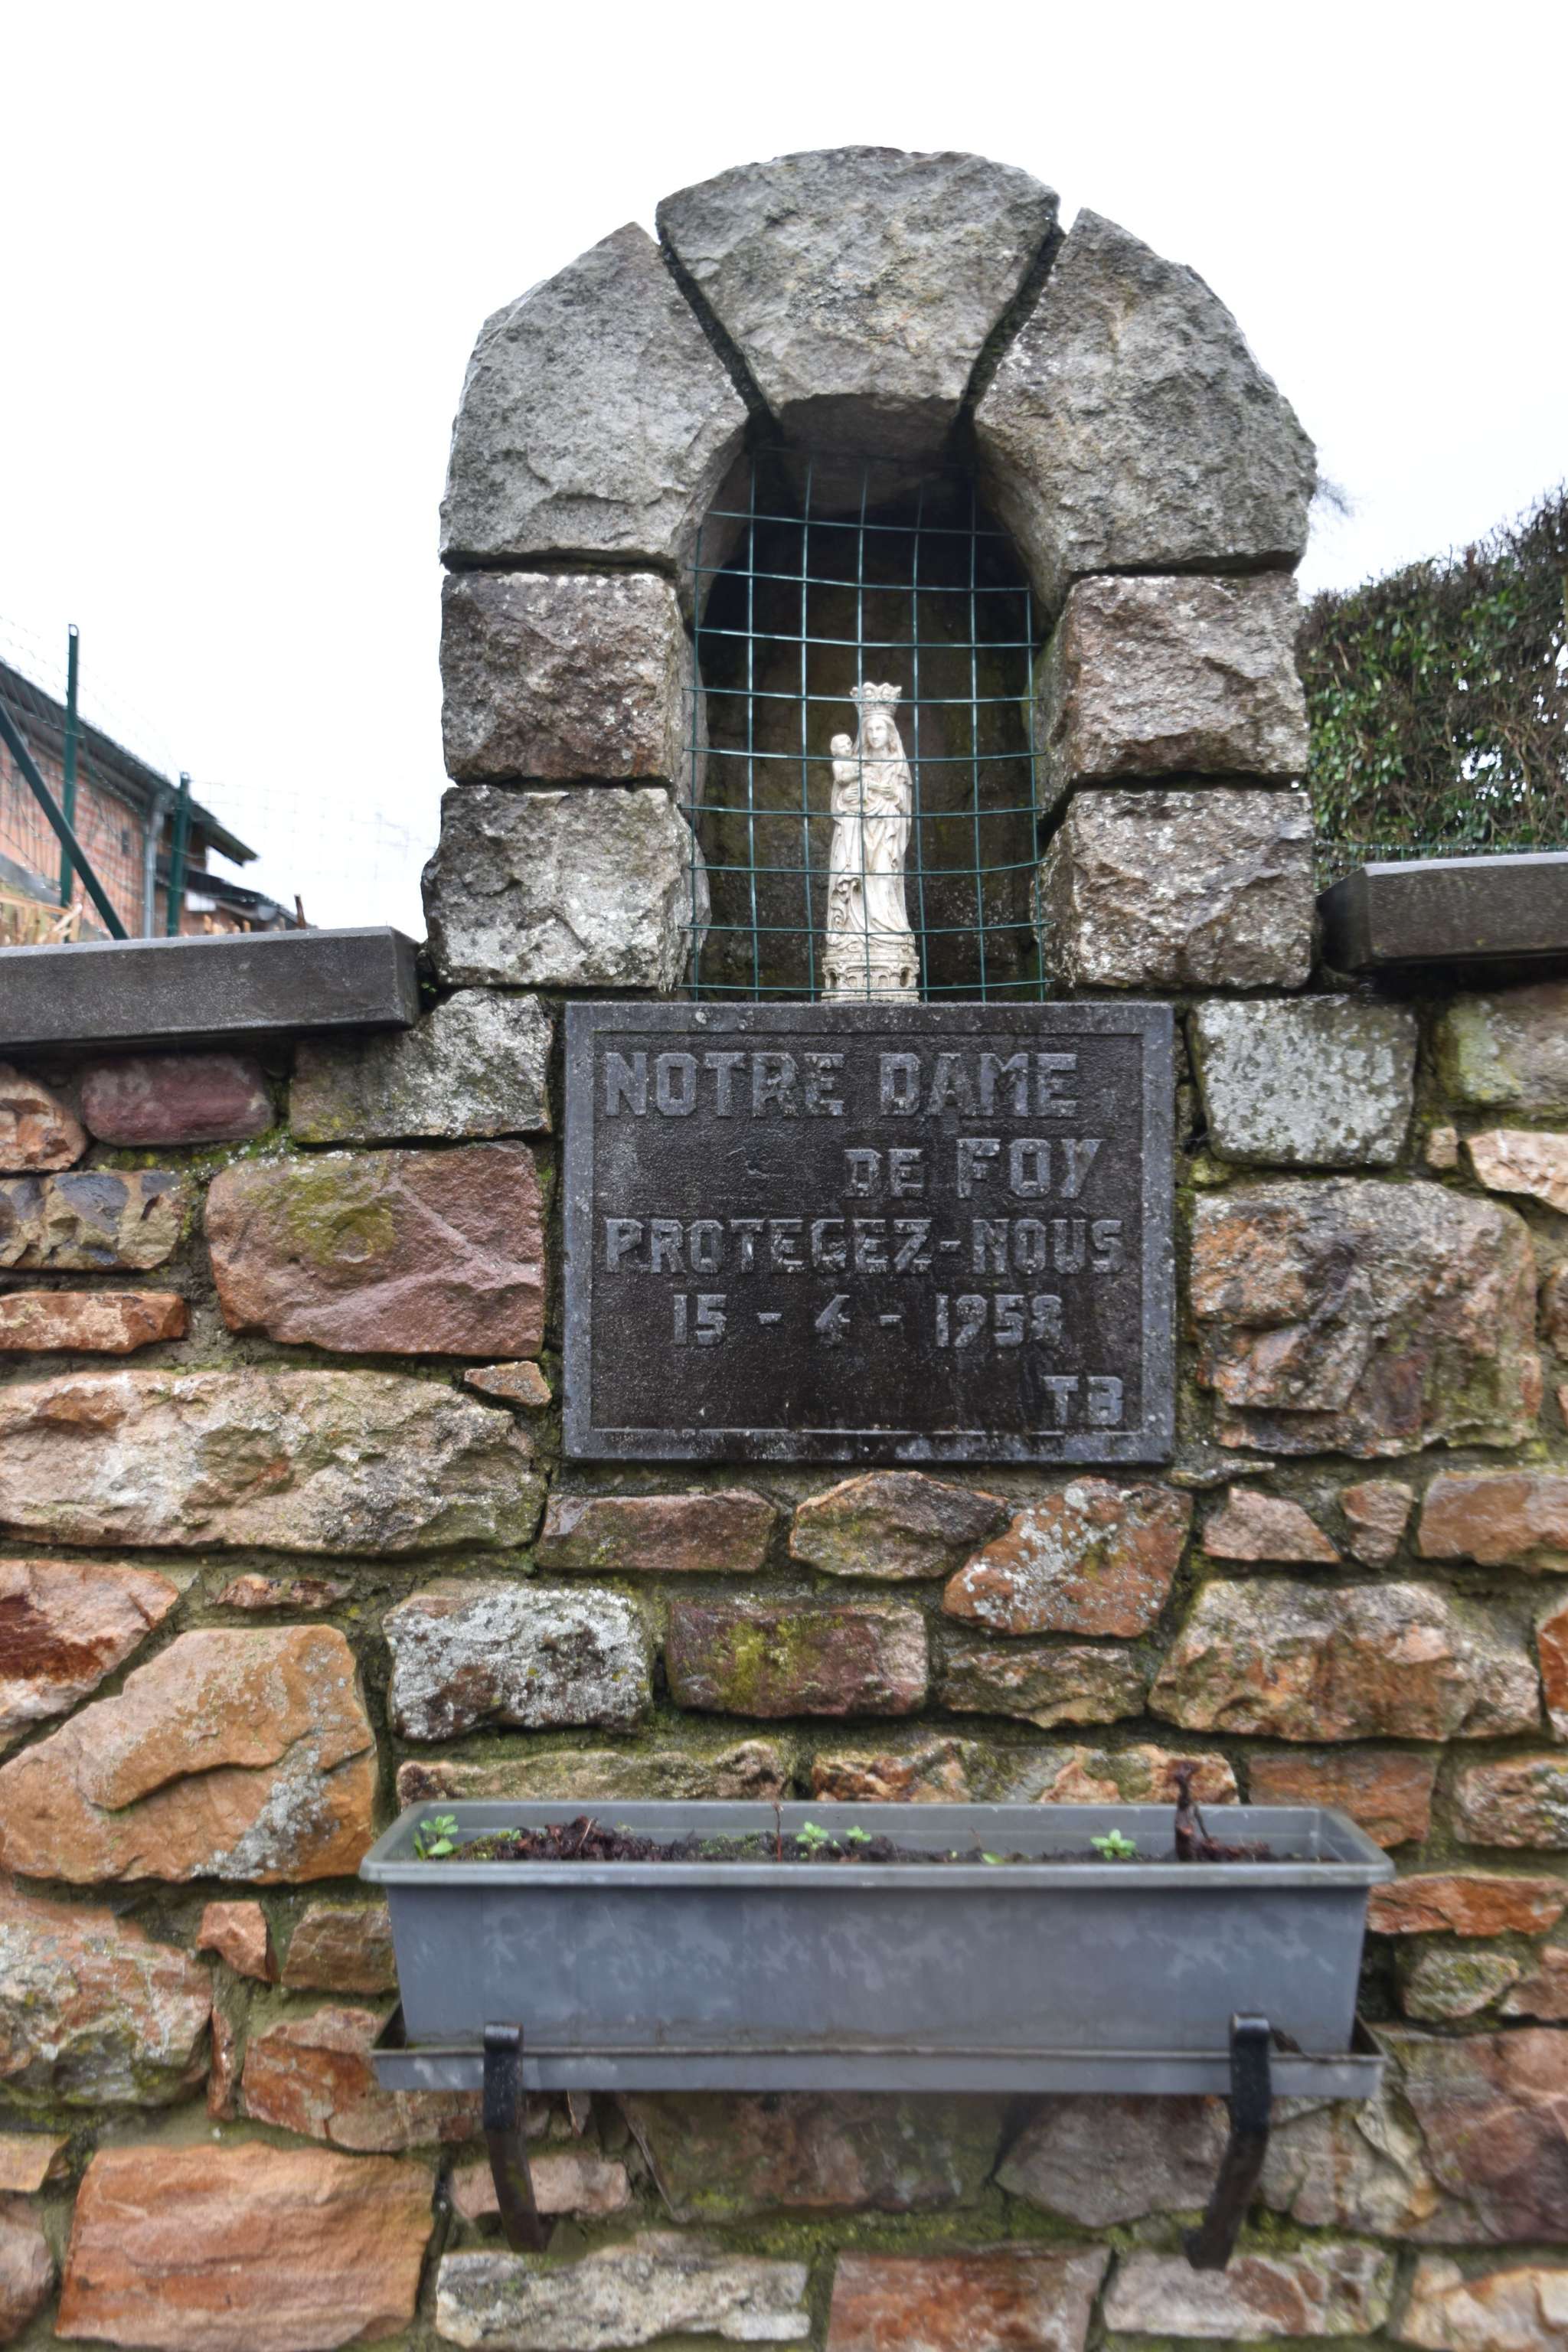 NOTRE DAME
DE FOY
PROTEGEZ-NOUS
15 - 4 - 1958
TB